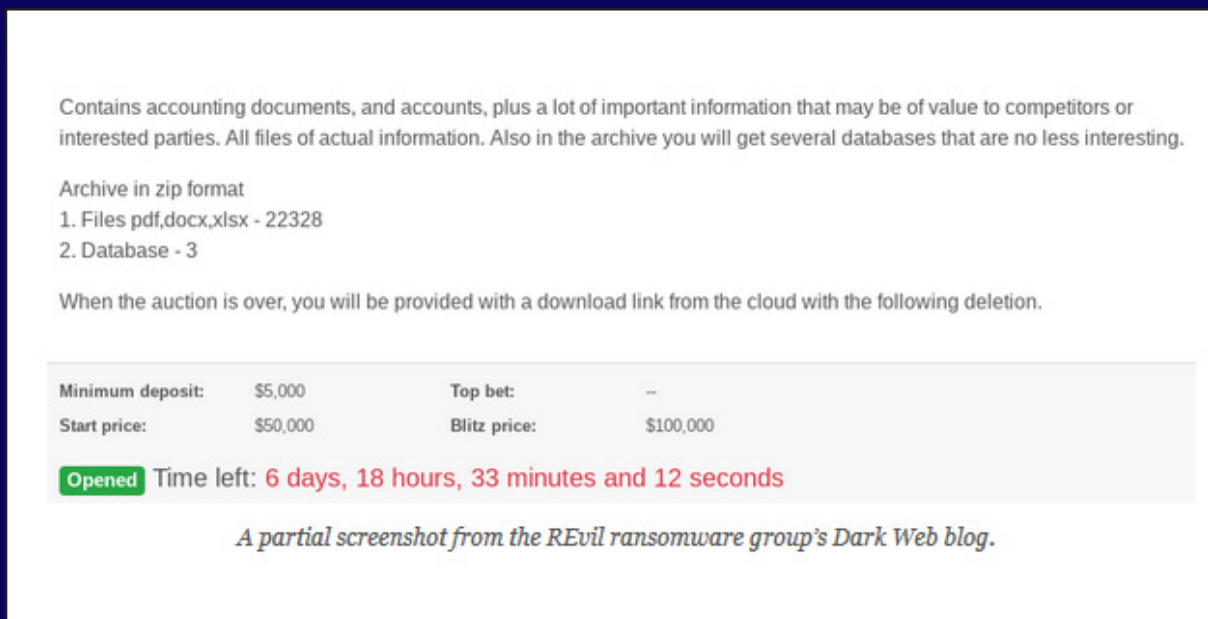 Contains accounting documents, and accounts, plus a lot of important information that may be of value to competitors or
interested parties. All files of actual information. Also in the archive you will get several databases that are no less interesting.
Archive in zip format
1. Files pdf,docx,xlsx - 22328
2. Database - 3
When the auction is over, you will be provided with a download link from the cloud with the following deletion.
Minimum deposit: $5,000 Top bet: --
Start price: $50,000 Blitz price: $100,000
Opened Time left: 6 days, 18 hours, 33 minutes and 12 seconds
A partial screenshot from the REvil ransomware group’s Dark Web blog.